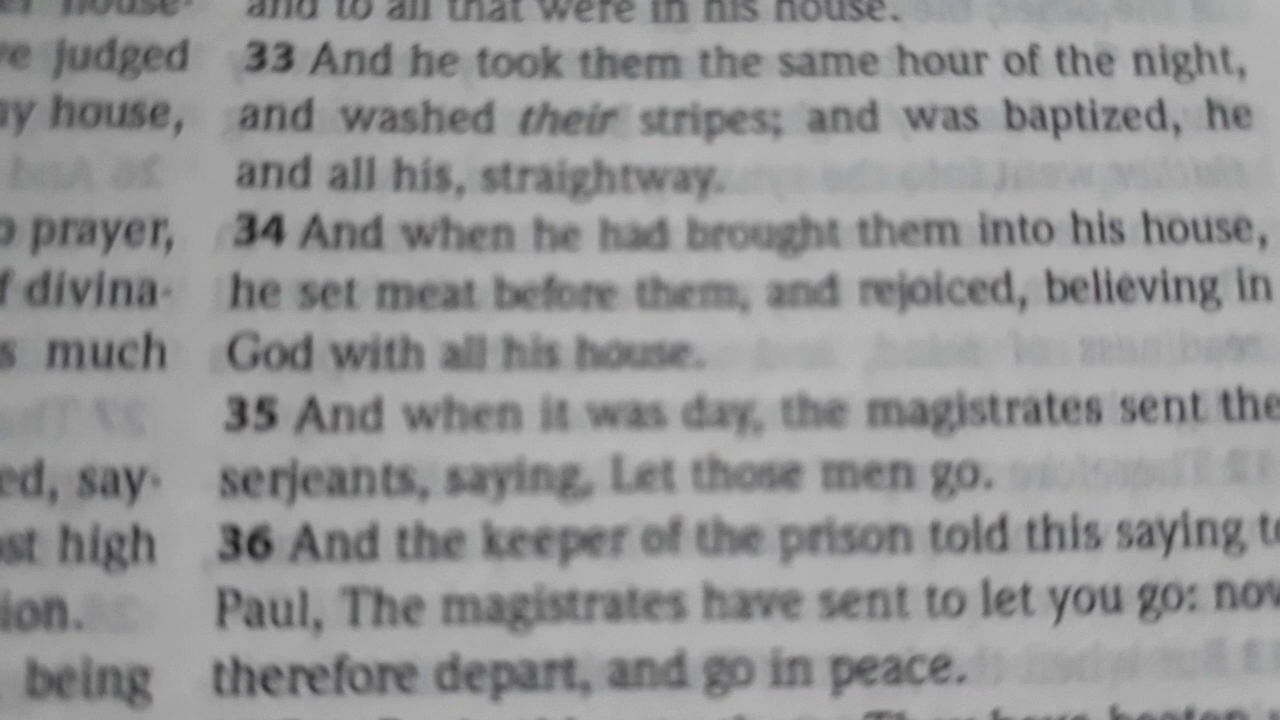 house-
judged
house,
prayer,
divina-
much
say-
high
being
and to all that were in his house.
33 And he took them the same hour of the night,
and washed their stripes; and was baptized, he
and all his, straightway.
34 And when he had brought them into his house,
he set meat before them, and rejoiced, believing in
God with all his house.
35 And when it was day, the magistrates sent the
serjeants, saying, Let those men go.
36 And the keeper of the prison told this saying to
Paul, The magistrates have sent to let you go: now
therefore depart, and go in peace.